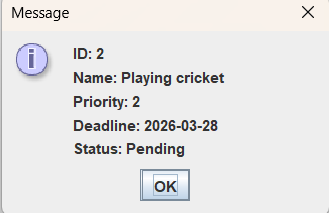 Message
ID: 2
Name: Playing cricket
Priority: 2
Deadline: 2026-03-28
Status: Pending
OK